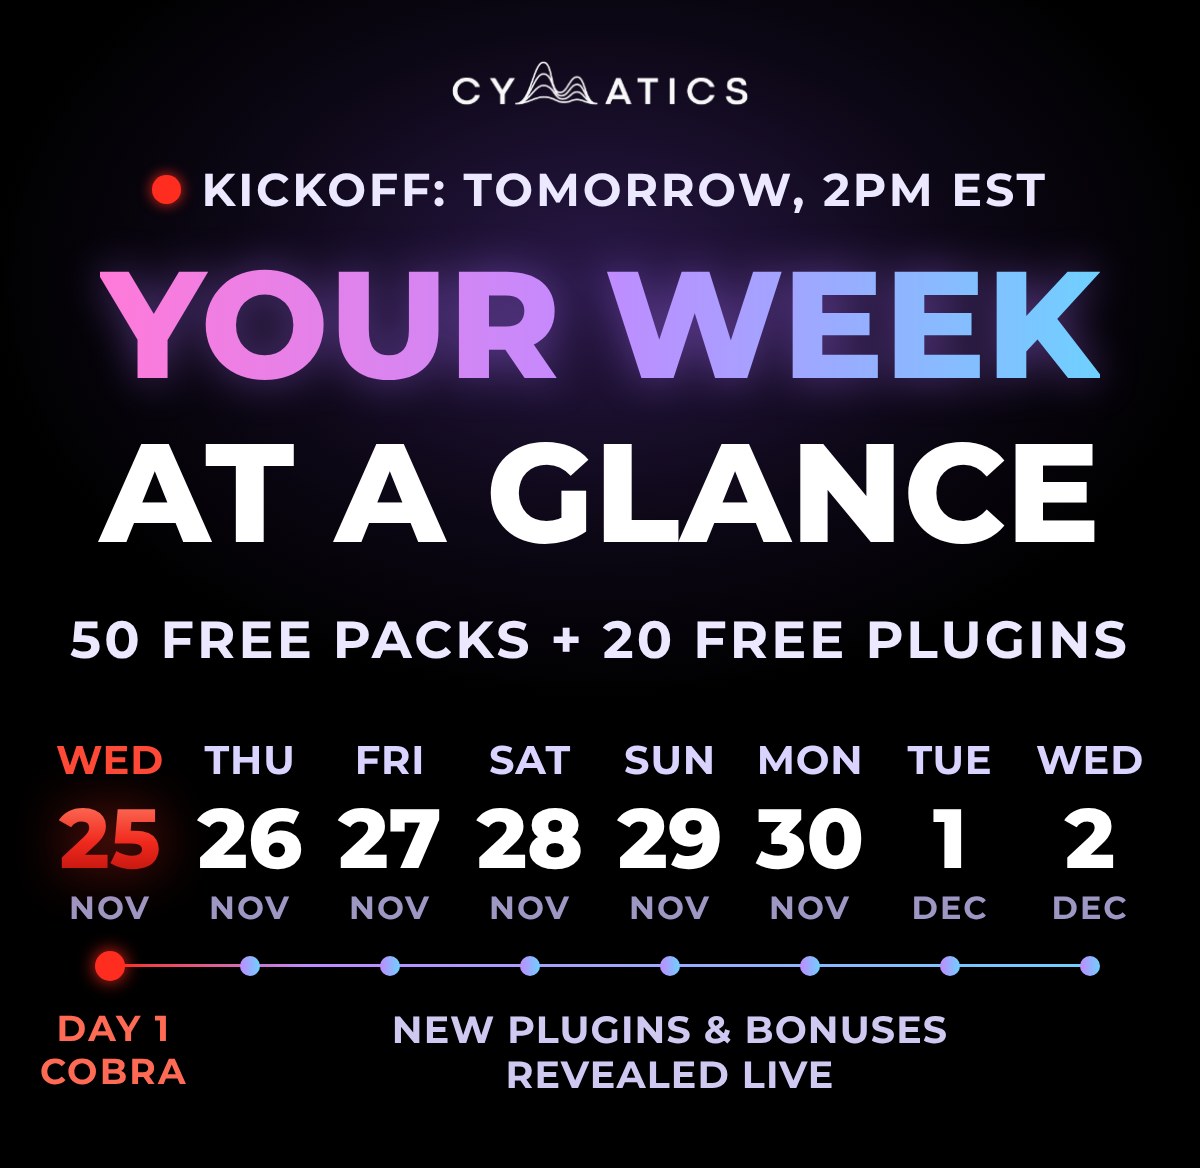 CYMATICS
KICKOFF: TOMORROW, 2PM EST
YOUR WEEK
AT A GLANCE
50 FREE PACKS + 20 FREE PLUGINS
WED THU FRI SAT SUN MON TUE WED
25 26 27 28 29 30 1 2
NOV NOV NOV NOV NOV NOV DEC DEC
DAY 1
COBRA
NEW PLUGINS & BONUSES
REVEALED LIVE